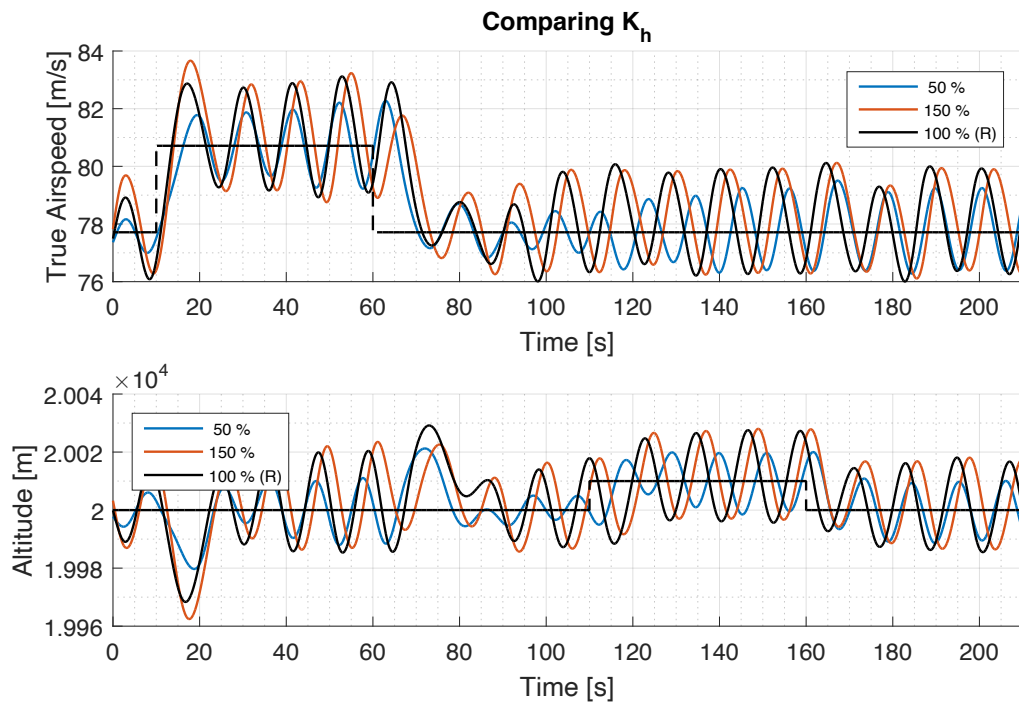 Comparing K_h
True Airspeed [m/s]
84
82
80
78
76
50 %
150 %
100 % (R)
0 20 40 60 80 100 120 140 160 180 200
Time [s]
× 10^4
Altitude [m]
2.004
2.002
2
1.998
1.996
50 %
150 %
100 % (R)
0 20 40 60 80 100 120 140 160 180 200
Time [s]